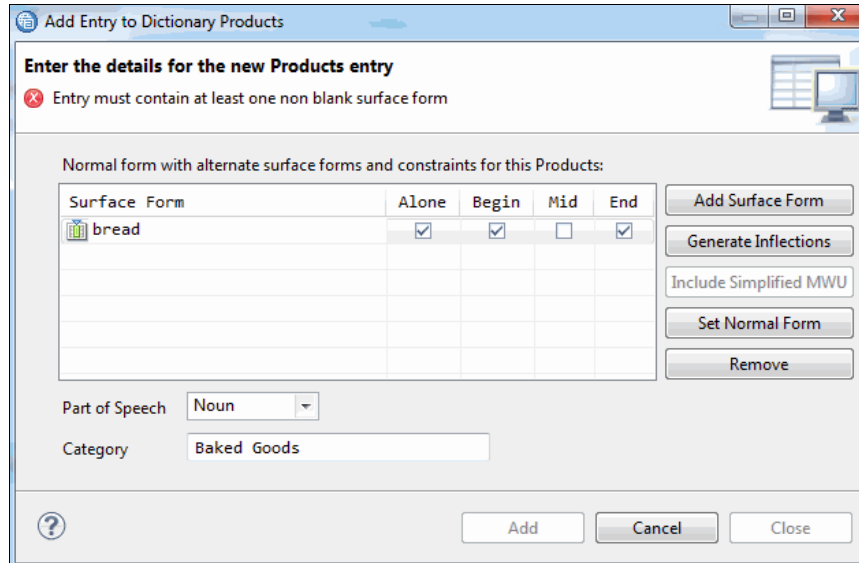 Add Entry to Dictionary Products
Enter the details for the new Products entry
Entry must contain at least one non blank surface form
Normal form with alternate surface forms and constraints for this Products:
Surface Form Alone Begin Mid End
bread
Add Surface Form
Generate Inflections
Include Simplified MWU
Set Normal Form
Remove
Part of Speech Noun
Category Baked Goods
? Add Cancel Close